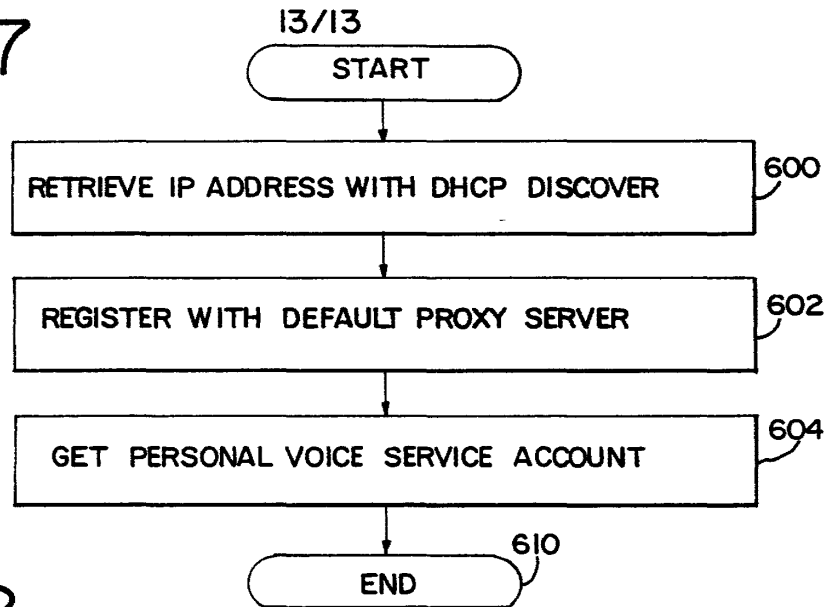 13/13
7
START
RETRIEVE IP ADDRESS WITH DHCP DISCOVER
600
REGISTER WITH DEFAULT PROXY SERVER
602
GET PERSONAL VOICE SERVICE ACCOUNT
604
END
610